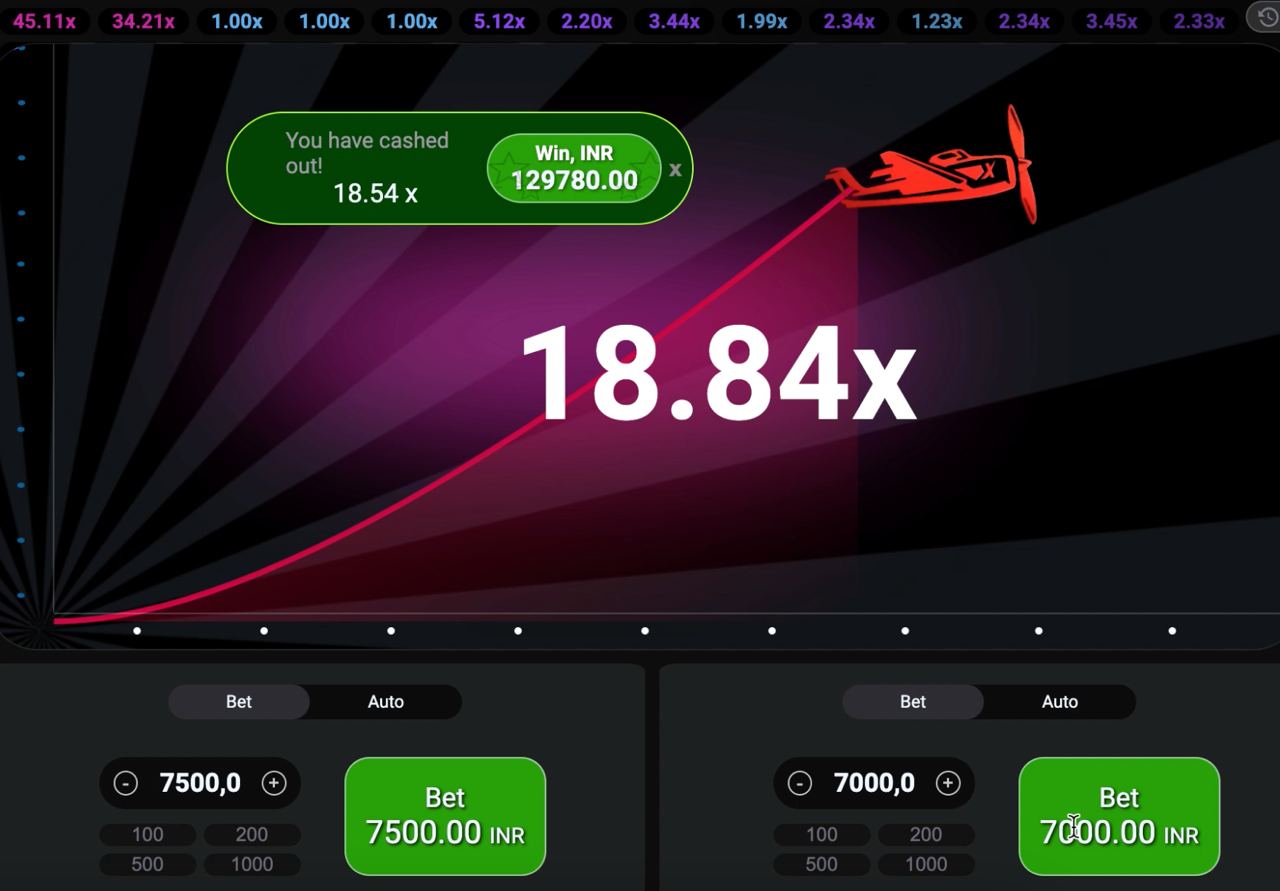 45.11x 34.21x 1.00x 1.00x 1.00x 5.12x 2.20x 3.44x 1.99x 2.34x 1.23x 2.34x 3.45x 2.33x
You have cashed
out!
18.54 x
Win, INR
129780.00
x
18.84x
Bet Auto
- 7500,0 +
100 200
500 1000
Bet
7500.00 INR
Bet Auto
- 7000,0 +
100 200
500 1000
Bet
7000.00 INR